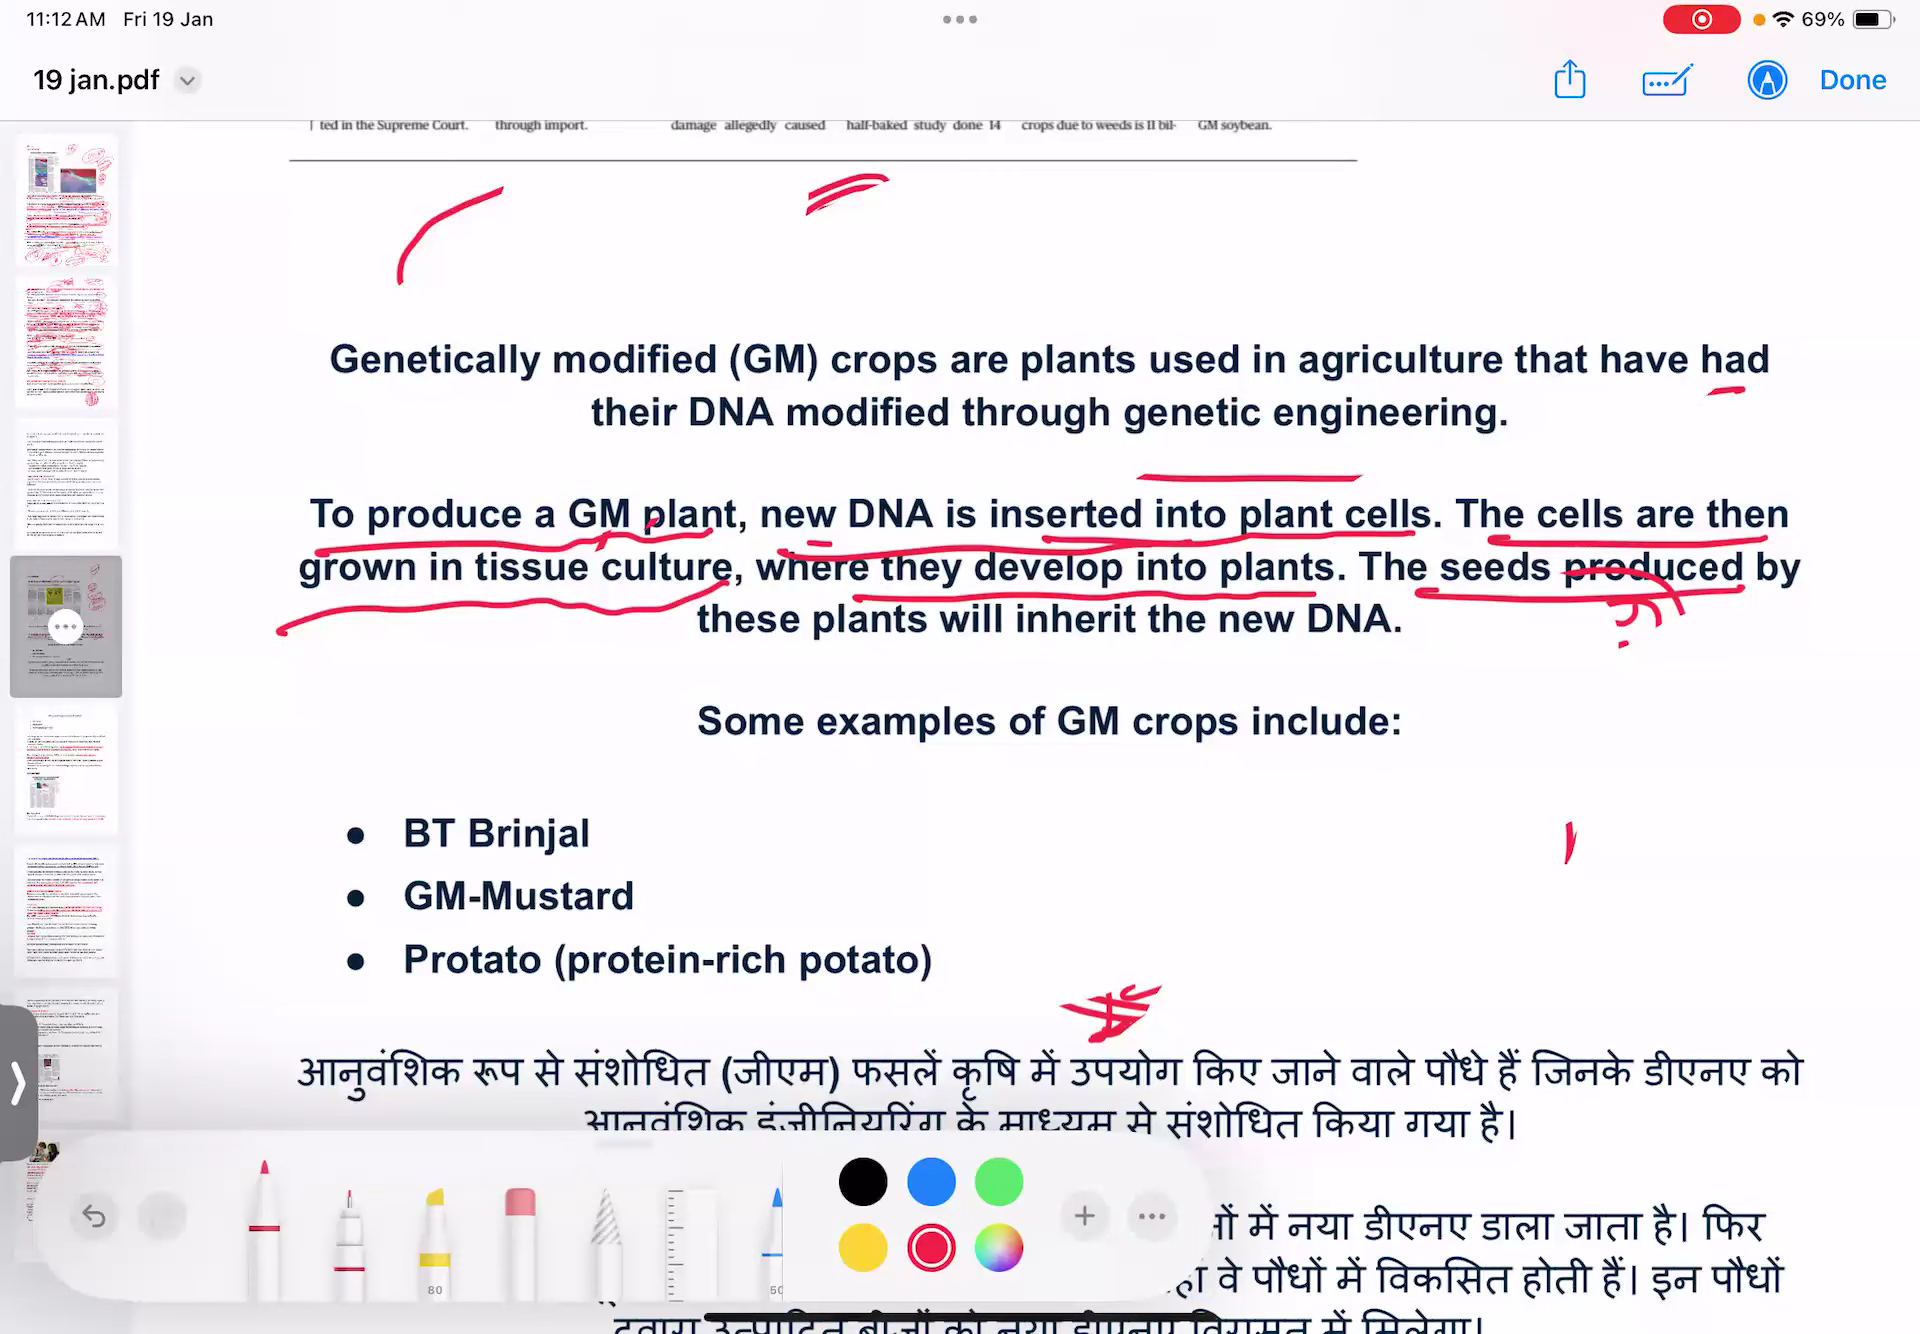 11:12 AM Fri 19 Jan
69%
19 jan.pdf
Done
ted in the Supreme Court. through import. damage allegedly caused half-baked study done 14 crops due to weeds is 11 bil- GM soybean.
Genetically modified (GM) crops are plants used in agriculture that have had
their DNA modified through genetic engineering.
To produce a GM plant, new DNA is inserted into plant cells. The cells are then
grown in tissue culture, where they develop into plants. The seeds produced by
these plants will inherit the new DNA.
Some examples of GM crops include:
● BT Brinjal
● GM-Mustard
● Protato (protein-rich potato)
आनुवंशिक रूप से संशोधित (जीएम) फसलें कृषि में उपयोग किए जाने वाले पौधे हैं जिनके डीएनए को
आनुवंशिक इंजीनियरिंग के माध्यम से संशोधित किया गया है।
में नया डीएनए डाला जाता है। फिर
वे पौधों में विकसित होती हैं। इन पौधों
द्वारा उत्पादित बीजों को नया डीएनए विरासत में मिलेगा।
80
50